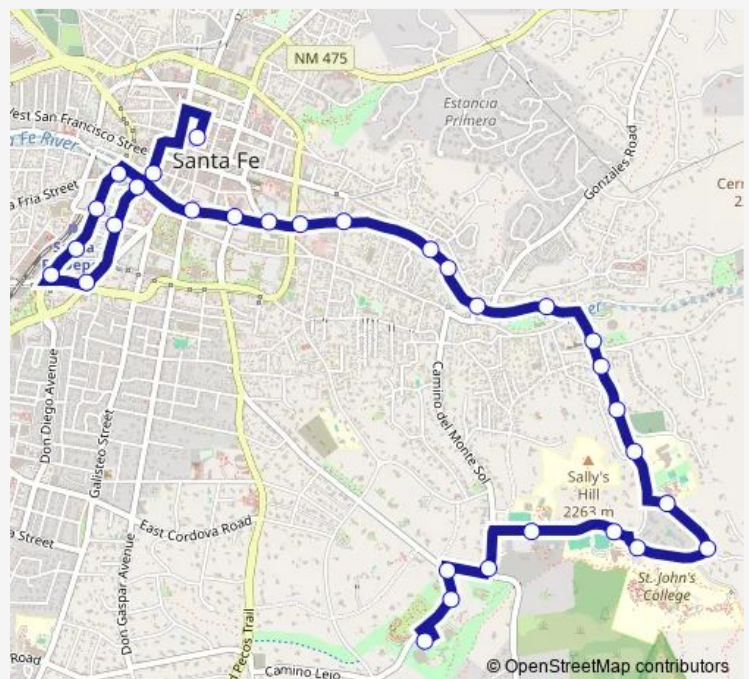 NM 475
Estancia
Primera
West San Francisco Street
Fe River
Santa Fe
Gonzales Road
Fria Street
Don Diego Avenue
Galisteo Street
Camino del Monte Sol
Sally's
Hill
2263 m
East Cordova Road
Don Gaspar Avenue
Pecos Trail
St. John's
College
Road
Camino Lejo
© OpenStreetMap contributors